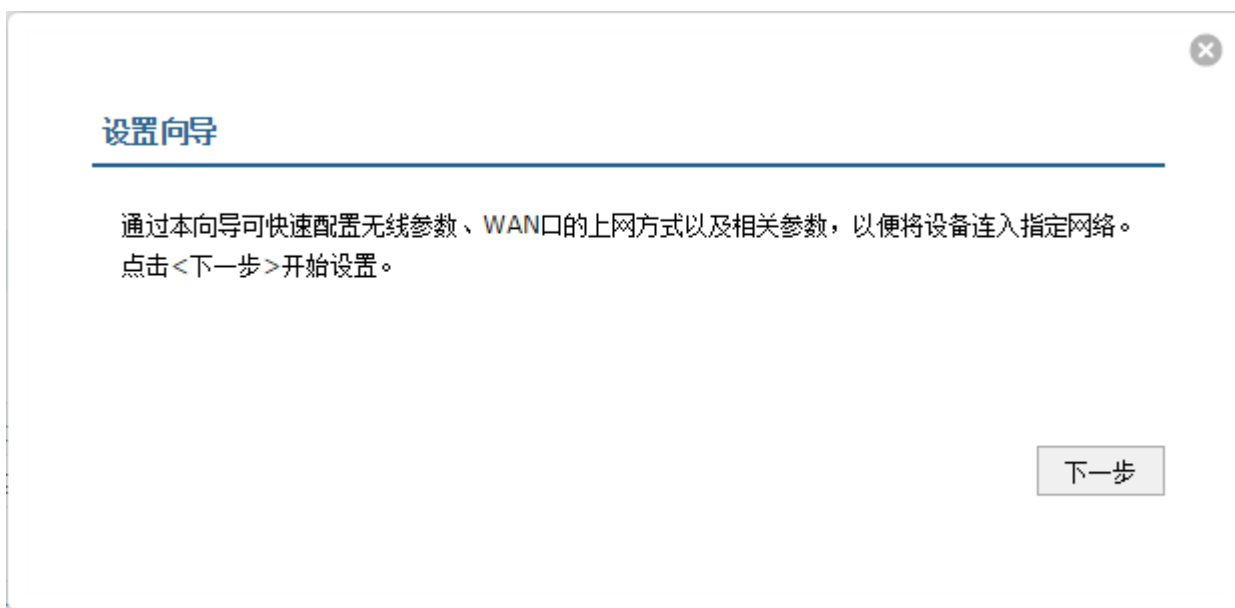 设置向导
通过本向导可快速配置无线参数、WAN口的上网方式以及相关参数，以便将设备连入指定网络。
点击<下一步>开始设置。
下一步